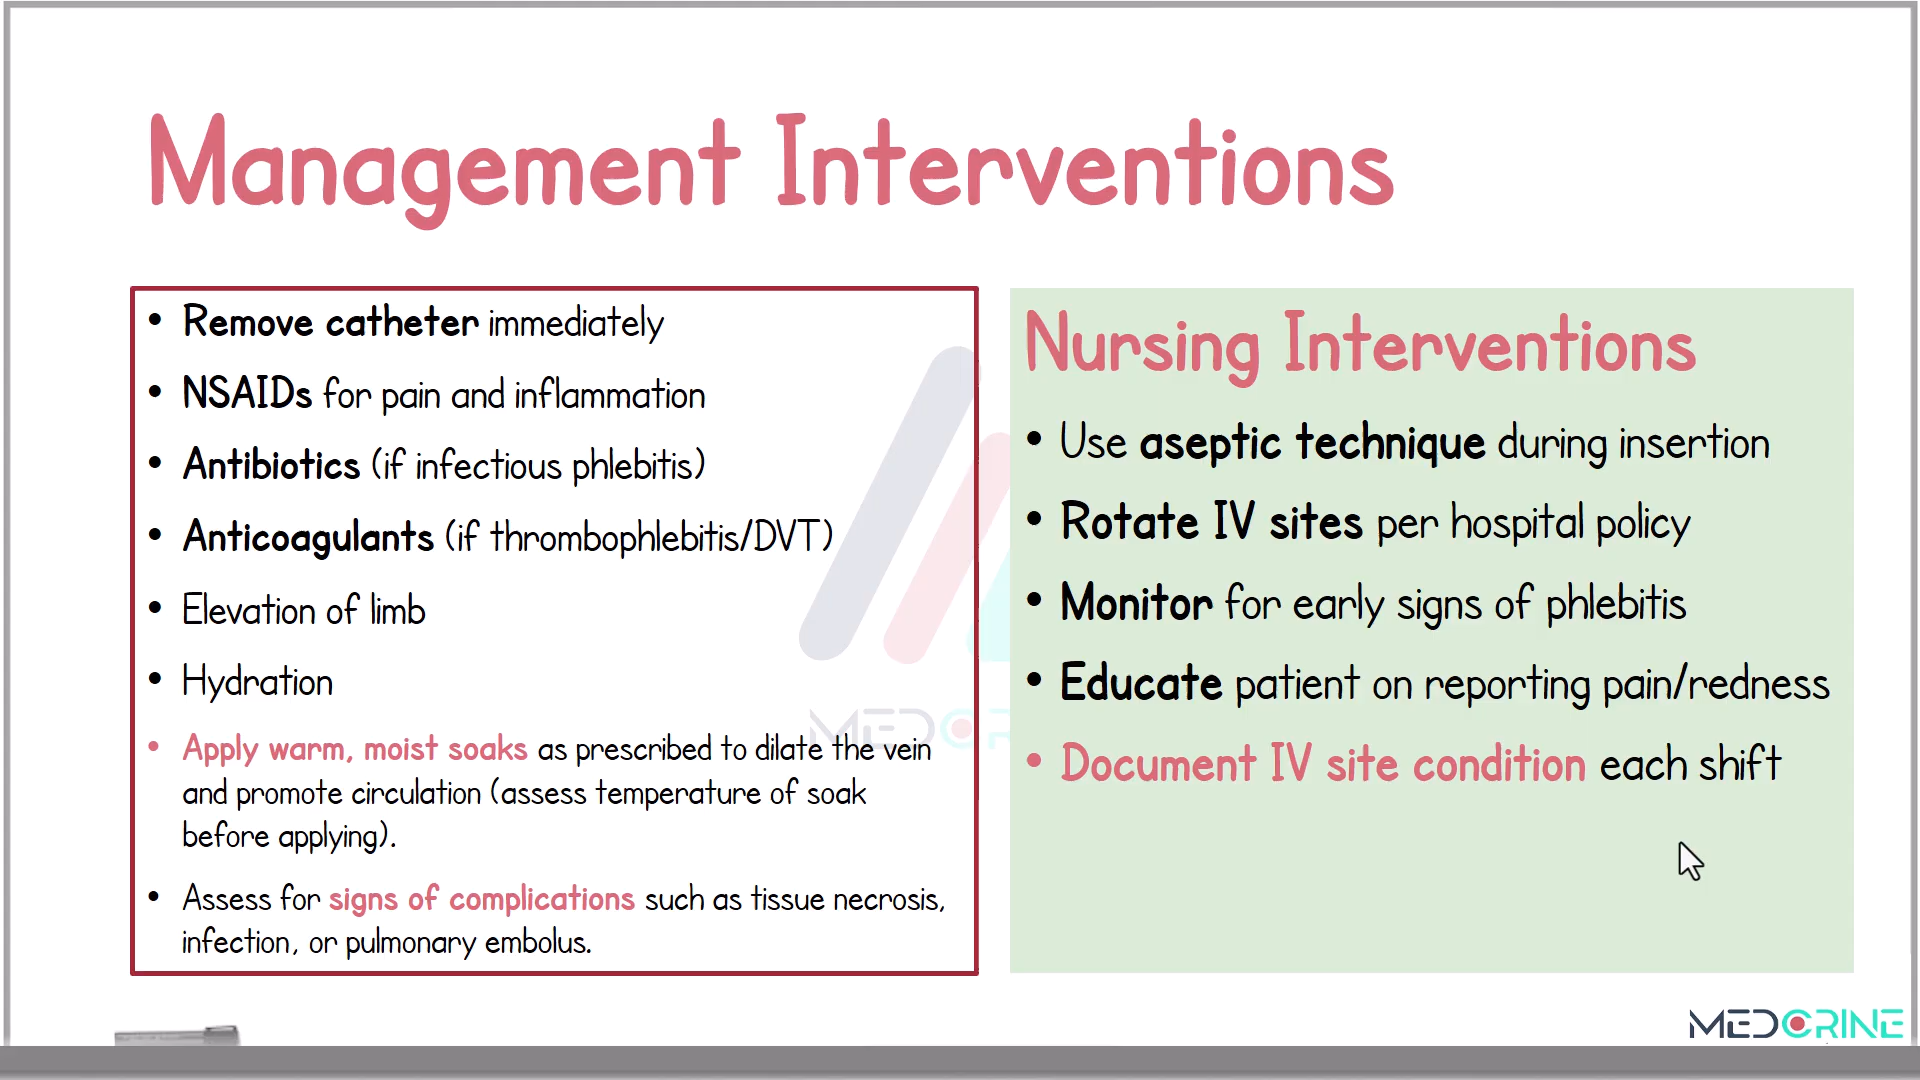 Management Interventions
• Remove catheter immediately
• NSAIDs for pain and inflammation
• Antibiotics (if infectious phlebitis)
• Anticoagulants (if thrombophlebitis/DVT)
• Elevation of limb
• Hydration
• Apply warm, moist soaks as prescribed to dilate the vein
and promote circulation (assess temperature of soak
before applying).
• Assess for signs of complications such as tissue necrosis,
infection, or pulmonary embolus.
Nursing Interventions
• Use aseptic technique during insertion
• Rotate IV sites per hospital policy
• Monitor for early signs of phlebitis
• Educate patient on reporting pain/redness
• Document IV site condition each shift
MEDCR
MEDCRINE